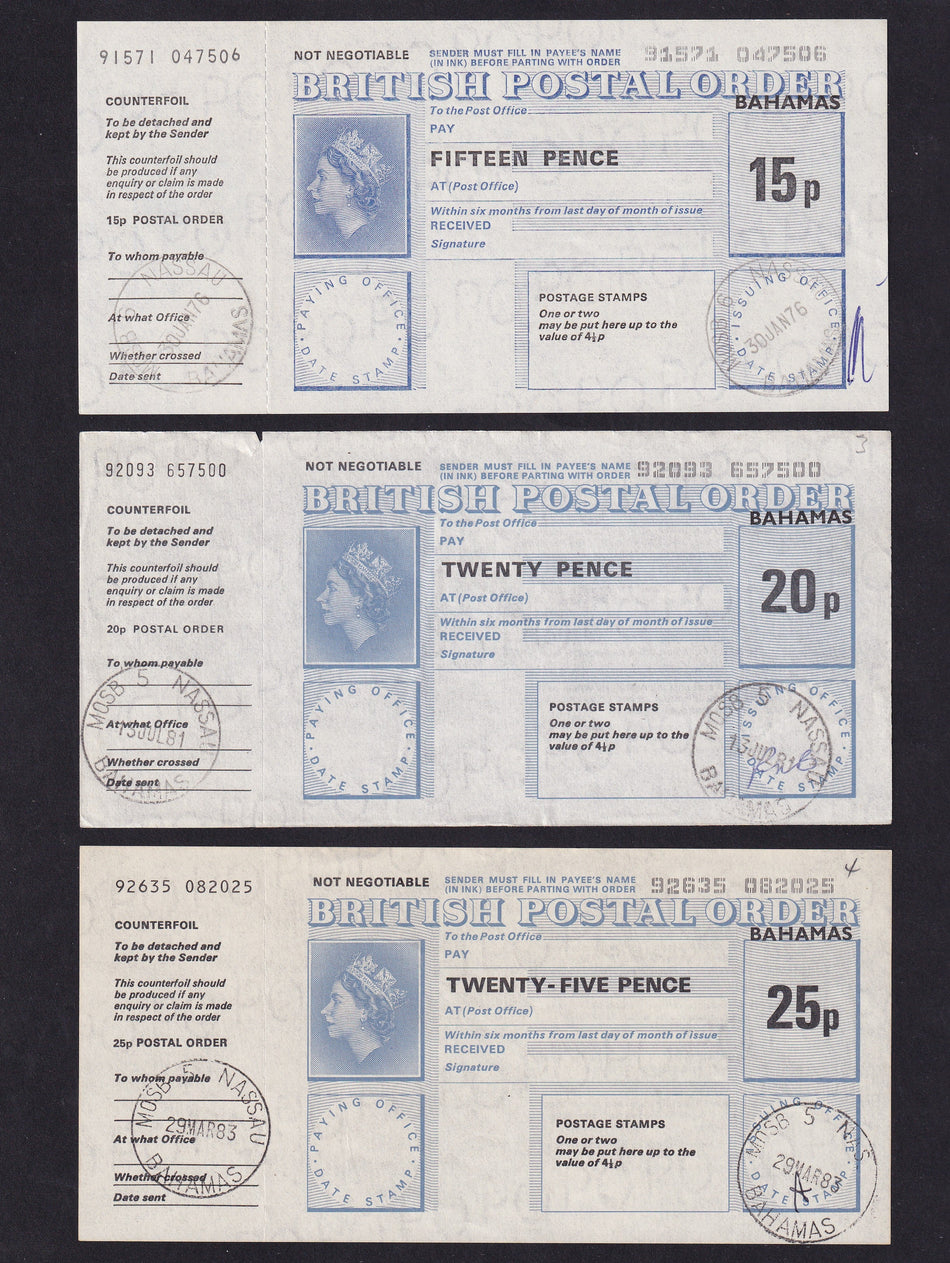 91571 047506
COUNTERFOIL
To be detached and
kept by the Sender
This counterfoil should
be produced if any
enquiry or claim is made
in respect of the order
15p POSTAL ORDER
To whom payable
At what Office
Whether crossed
Date sent
NASSAU
30JAN76
BAHAMAS
NOT NEGOTIABLE
SENDER MUST FILL IN PAYEE'S NAME
(IN INK) BEFORE PARTING WITH ORDER
91571 047506
BRITISH POSTAL ORDER
BAHAMAS
To the Post Office
PAY
FIFTEEN PENCE
15p
AT (Post Office)
Within six months from last day of month of issue
RECEIVED
Signature
PAYING OFFICE
· DATE STAMP ·
POSTAGE STAMPS
One or two
may be put here up to the
value of 4½p
ISSUING OFFICE
· DATE STAMP ·
30JAN76
92093 657500
COUNTERFOIL
To be detached and
kept by the Sender
This counterfoil should
be produced if any
enquiry or claim is made
in respect of the order
20p POSTAL ORDER
To whom payable
At what Office
Whether crossed
Date sent
MOSB 5 NASSAU
13JUL81
BAHAMAS
3
NOT NEGOTIABLE
SENDER MUST FILL IN PAYEE'S NAME
(IN INK) BEFORE PARTING WITH ORDER
92093 657500
BRITISH POSTAL ORDER
BAHAMAS
To the Post Office
PAY
TWENTY PENCE
20p
AT (Post Office)
Within six months from last day of month of issue
RECEIVED
Signature
PAYING OFFICE
· DATE STAMP ·
POSTAGE STAMPS
One or two
may be put here up to the
value of 4½p
ISSUING OFFICE
· DATE STAMP ·
MOSB 5 NASSAU
13JUL81
BAHAMAS
92635 082025
COUNTERFOIL
To be detached and
kept by the Sender
This counterfoil should
be produced if any
enquiry or claim is made
in respect of the order
25p POSTAL ORDER
To whom payable
At what Office
Whether crossed
Date sent
MOSB 5 NASSAU
29MAR83
BAHAMAS
4
NOT NEGOTIABLE
SENDER MUST FILL IN PAYEE'S NAME
(IN INK) BEFORE PARTING WITH ORDER
92635 082025
BRITISH POSTAL ORDER
BAHAMAS
To the Post Office
PAY
TWENTY-FIVE PENCE
25p
AT (Post Office)
Within six months from last day of month of issue
RECEIVED
Signature
PAYING OFFICE
· DATE STAMP ·
POSTAGE STAMPS
One or two
may be put here up to the
value of 4½p
ISSUING OFFICE
· DATE STAMP ·
MOSB 5 NAS
29MAR83
BAHAMAS